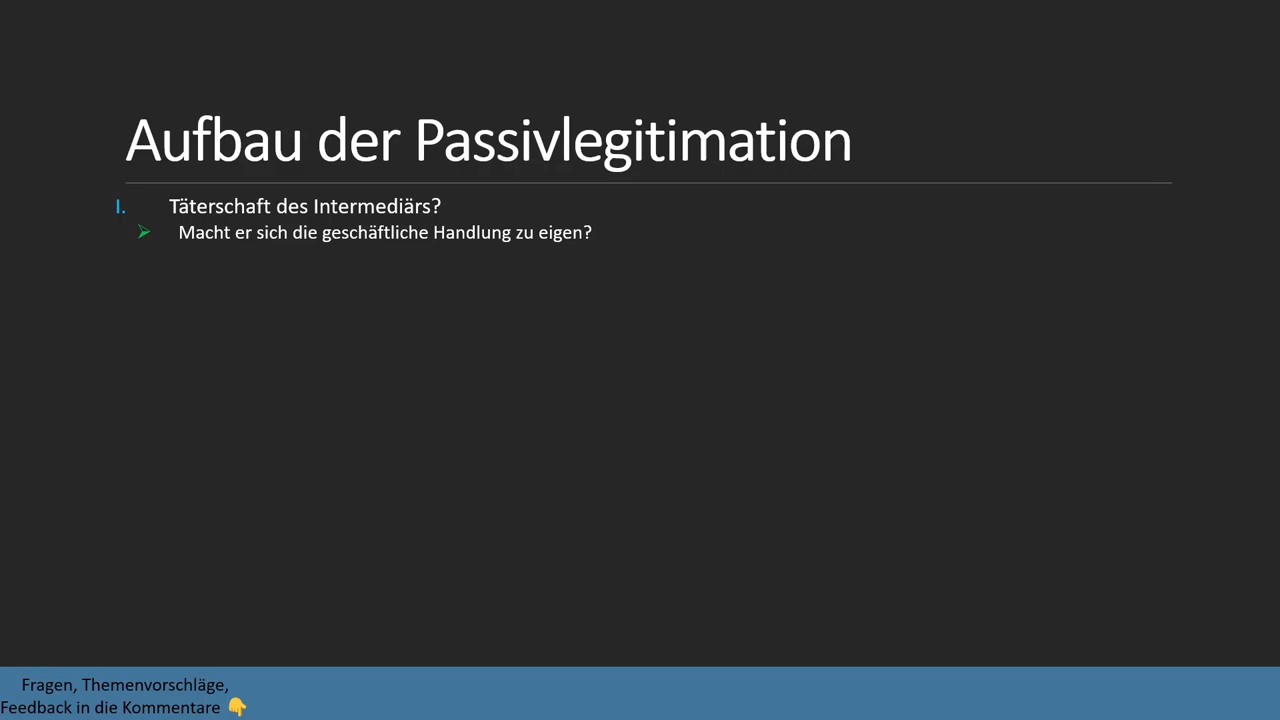 Aufbau der Passivlegitimation
I. Täterschaft des Intermediärs?
➢ Macht er sich die geschäftliche Handlung zu eigen?
Fragen, Themenvorschläge,
Feedback in die Kommentare 👇